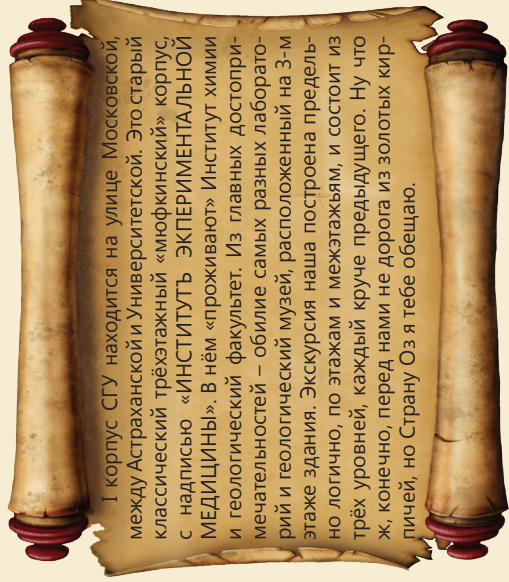 I корпус СГУ находится на улице Московской,
между Астраханской и Университетской. Это старый
классический трёхэтажный «мюфкинский» корпус,
с надписью «ИНСТИТУТЪ ЭКПЕРИМЕНТАЛЬНОЙ
МЕДИЦИНЫ». В нём «проживают» Институт химии
и геологический факультет. Из главных достопри-
мечательностей – обилие самых разных лаборато-
рий и геологический музей, расположенный на 3-м
этаже здания. Экскурсия наша построена предель-
но логично, по этажам и межэтажьям, и состоит из
трёх уровней, каждый круче предыдущего. Ну что
ж, конечно, перед нами не дорога из золотых кир-
пичей, но Страну Оз я тебе обещаю.